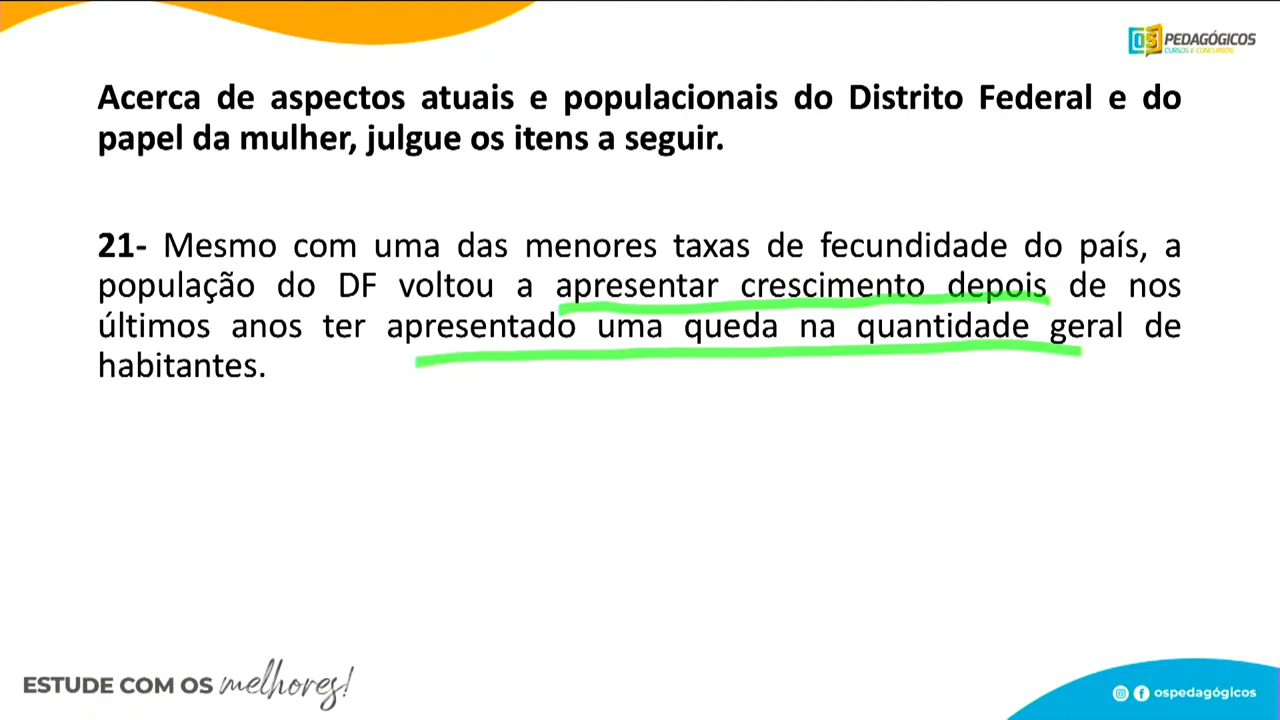 OS PEDAGÓGICOS
CURSOS E CONCURSOS
Acerca de aspectos atuais e populacionais do Distrito Federal e do
papel da mulher, julgue os itens a seguir.
21- Mesmo com uma das menores taxas de fecundidade do país, a
população do DF voltou a apresentar crescimento depois de nos
últimos anos ter apresentado uma queda na quantidade geral de
habitantes.
ESTUDE COM OS melhores!
ospedagógicos